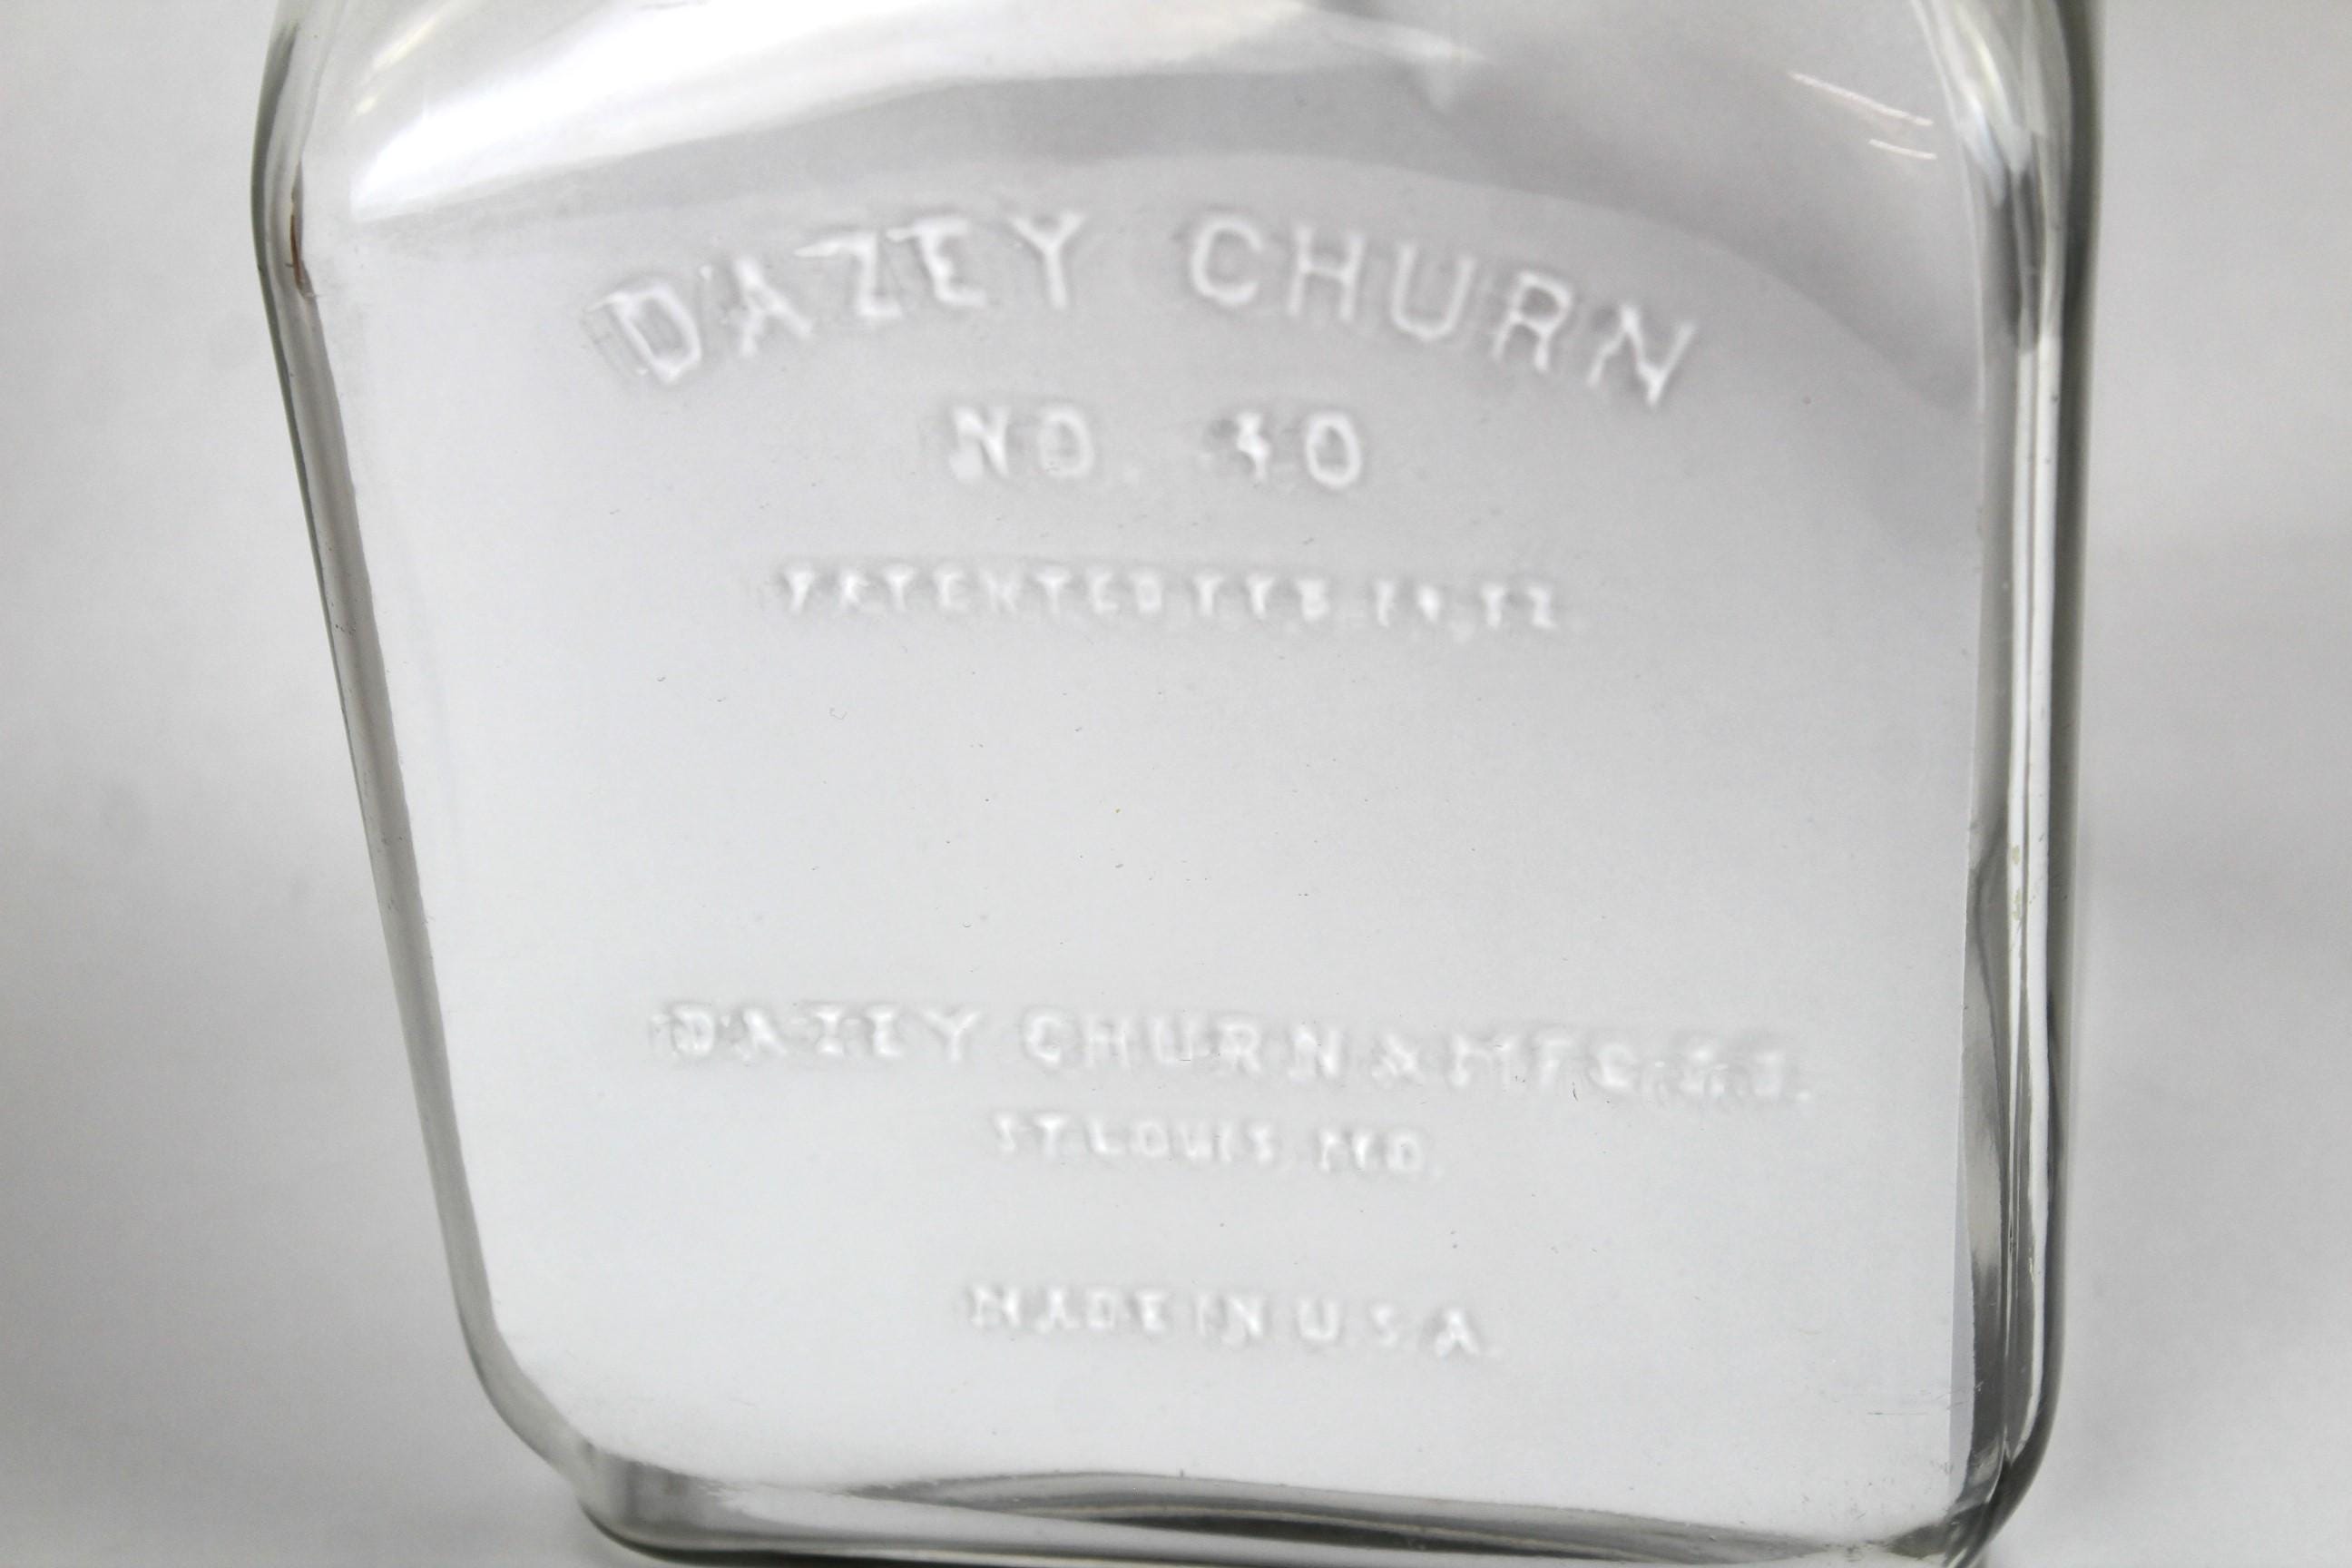 DAZEY CHURN
NO. 40
PATENTED FEB 14, 22
DAZEY CHURN & MFG. CO.
ST. LOUIS, MO.
MADE IN U.S.A.